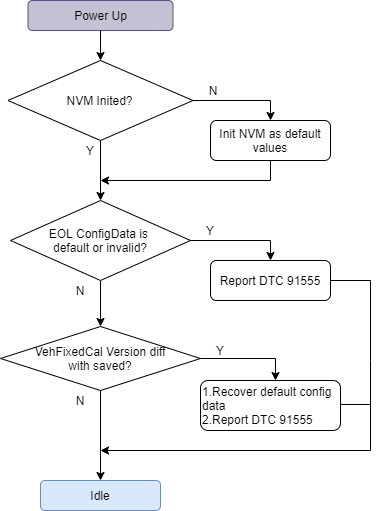 Power Up
NVM Inited?
N
Init NVM as default
values
Y
EOL ConfigData is
default or invalid?
Y
Report DTC 91555
N
VehFixedCal Version diff
with saved?
Y
1.Recover default config
data
2.Report DTC 91555
N
Idle